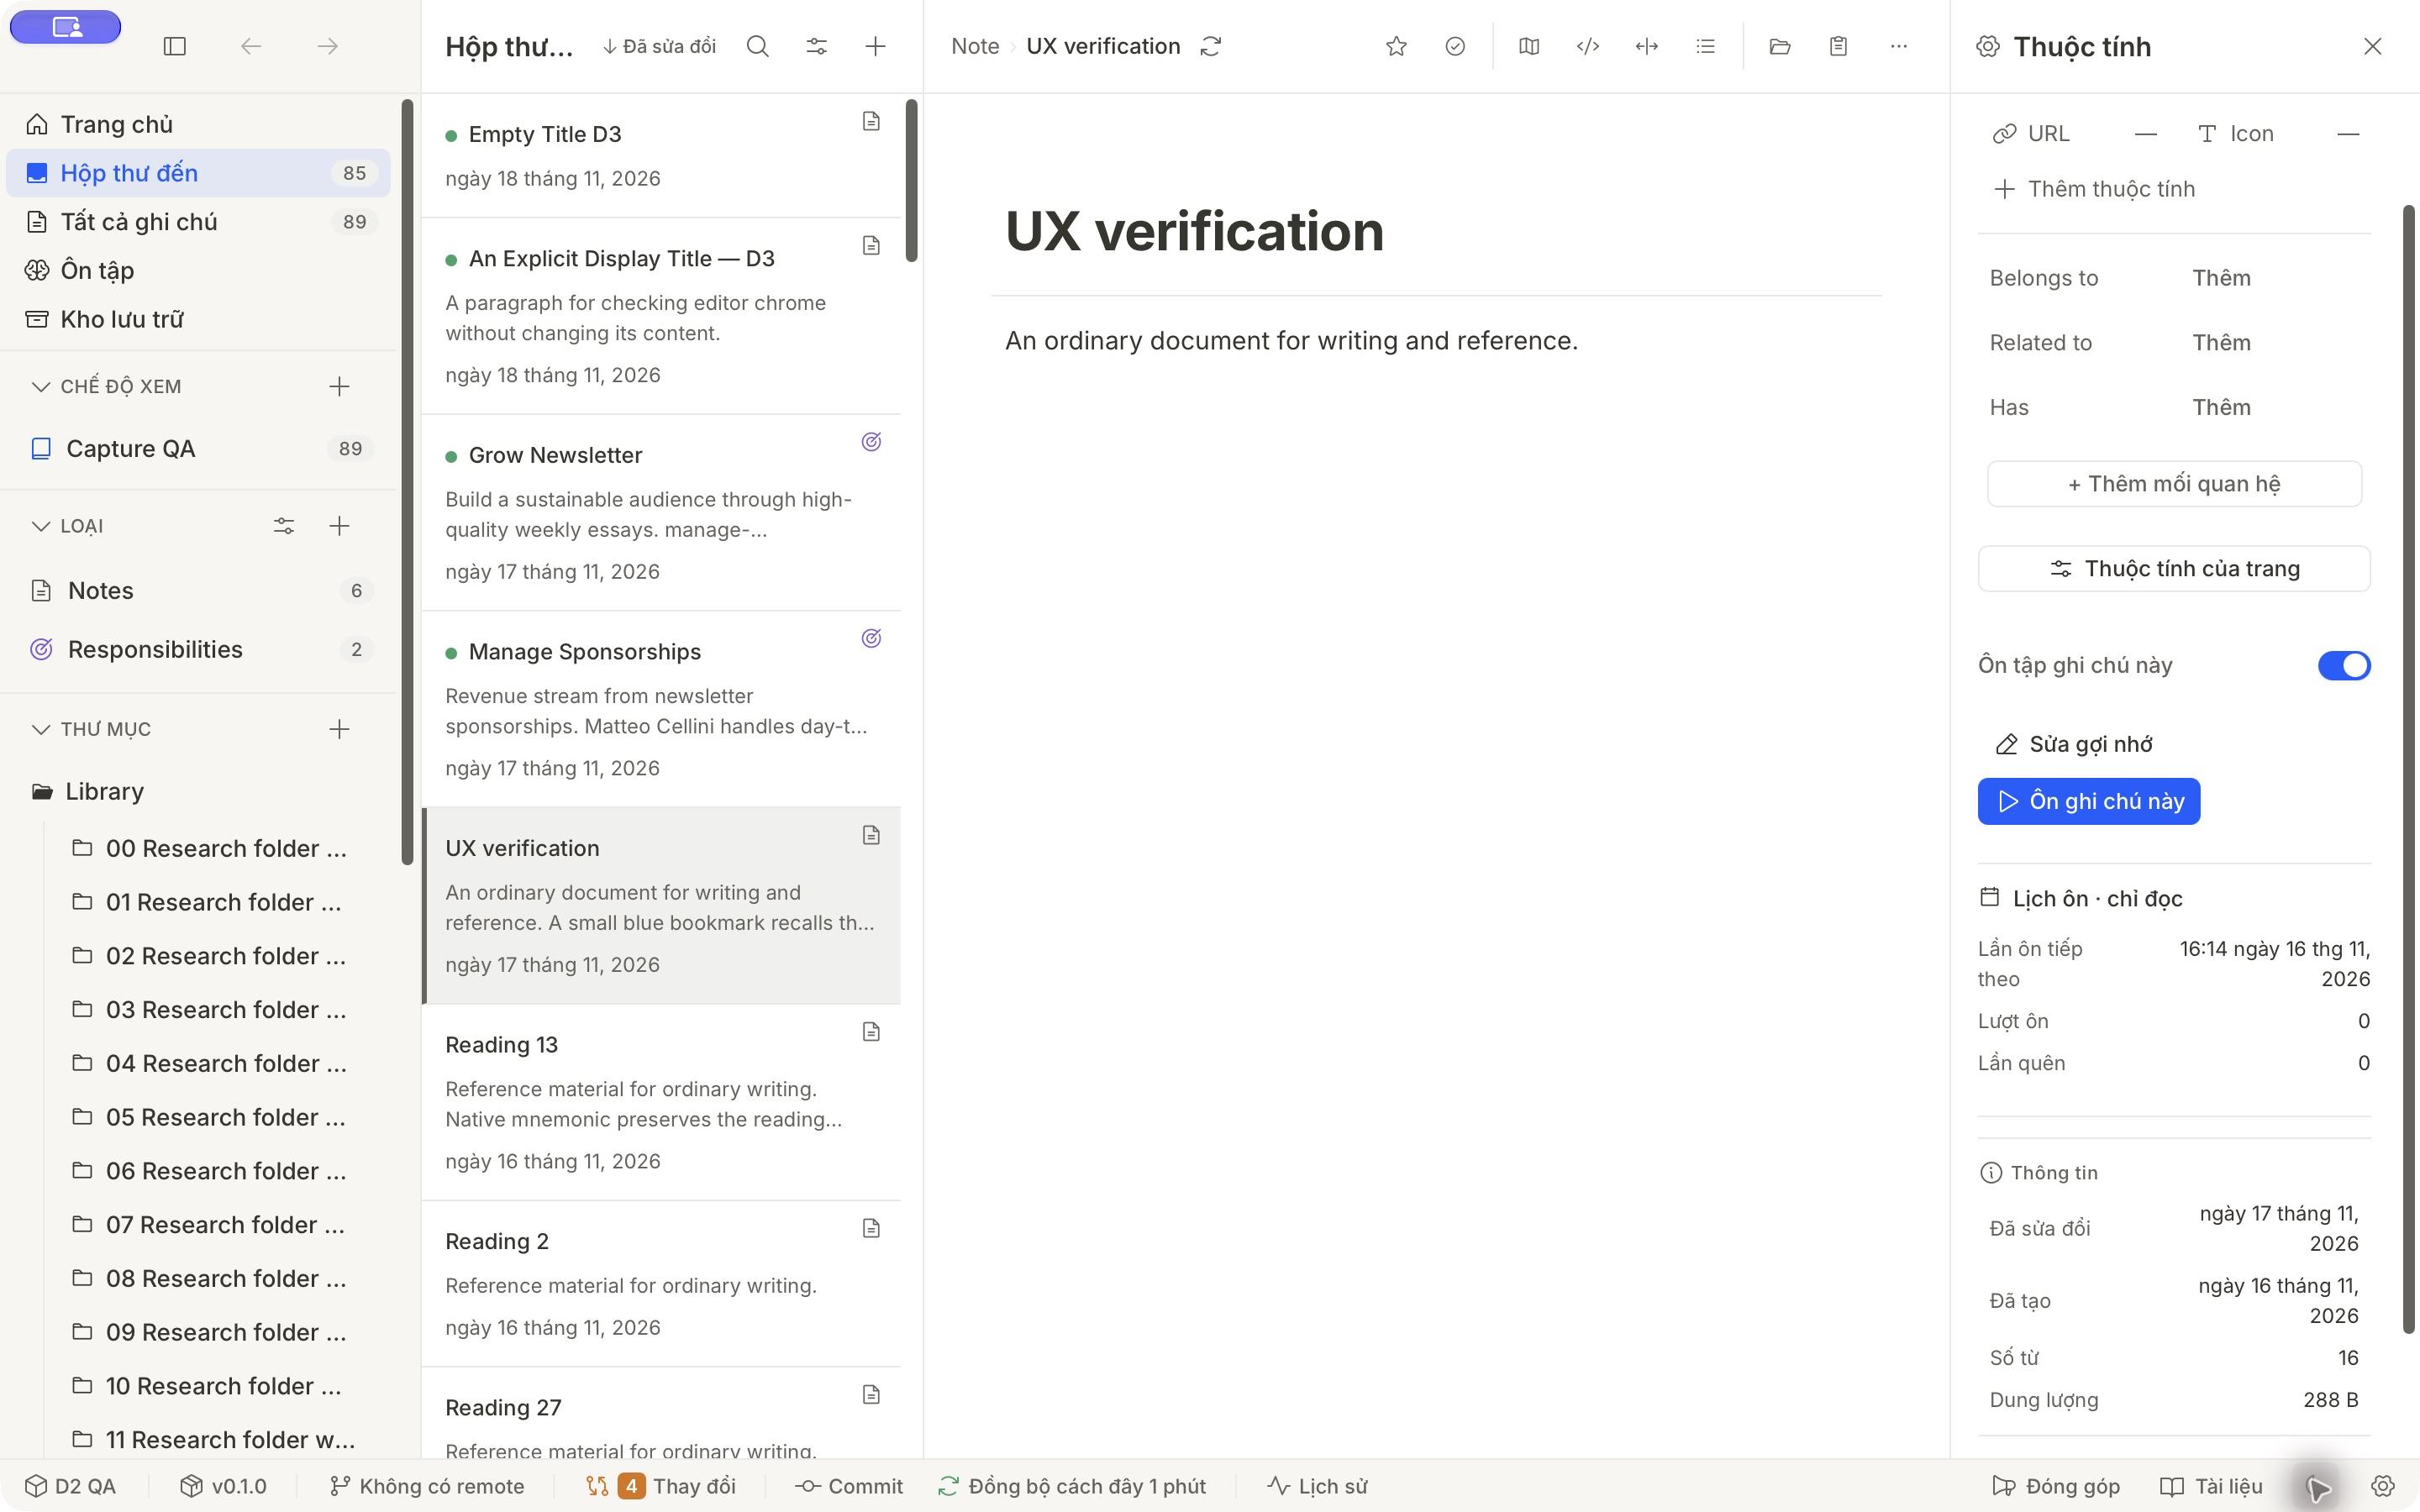 Trang chủ
Hộp thư đến 85
Tất cả ghi chú 89
Ôn tập
Kho lưu trữ
CHẾ ĐỘ XEM
Capture QA 89
LOẠI
Notes 6
Responsibilities 2
THƯ MỤC
Library
00 Research folder ...
01 Research folder ...
02 Research folder ...
03 Research folder ...
04 Research folder ...
05 Research folder ...
06 Research folder ...
07 Research folder ...
08 Research folder ...
09 Research folder ...
10 Research folder ...
11 Research folder w...
Hộp thư... ↓ Đã sửa đổi
Empty Title D3
ngày 18 tháng 11, 2026
An Explicit Display Title — D3
A paragraph for checking editor chrome
without changing its content.
ngày 18 tháng 11, 2026
Grow Newsletter
Build a sustainable audience through high-
quality weekly essays. manage-...
ngày 17 tháng 11, 2026
Manage Sponsorships
Revenue stream from newsletter
sponsorships. Matteo Cellini handles day-t...
ngày 17 tháng 11, 2026
UX verification
An ordinary document for writing and
reference. A small blue bookmark recalls th...
ngày 17 tháng 11, 2026
Reading 13
Reference material for ordinary writing.
Native mnemonic preserves the reading...
ngày 16 tháng 11, 2026
Reading 2
Reference material for ordinary writing.
ngày 16 tháng 11, 2026
Reading 27
Reference material for ordinary writing.
Note › UX verification
UX verification
An ordinary document for writing and reference.
Thuộc tính
URL — Icon —
Thêm thuộc tính
Belongs to Thêm
Related to Thêm
Has Thêm
+ Thêm mối quan hệ
Thuộc tính của trang
Ôn tập ghi chú này
Sửa gợi nhớ
Ôn ghi chú này
Lịch ôn · chỉ đọc
Lần ôn tiếp theo 16:14 ngày 16 thg 11, 2026
Lượt ôn 0
Lần quên 0
Thông tin
Đã sửa đổi ngày 17 tháng 11, 2026
Đã tạo ngày 16 tháng 11, 2026
Số từ 16
Dung lượng 288 B
D2 QA v0.1.0 Không có remote 4 Thay đổi Commit Đồng bộ cách đây 1 phút Lịch sử Đóng góp Tài liệu